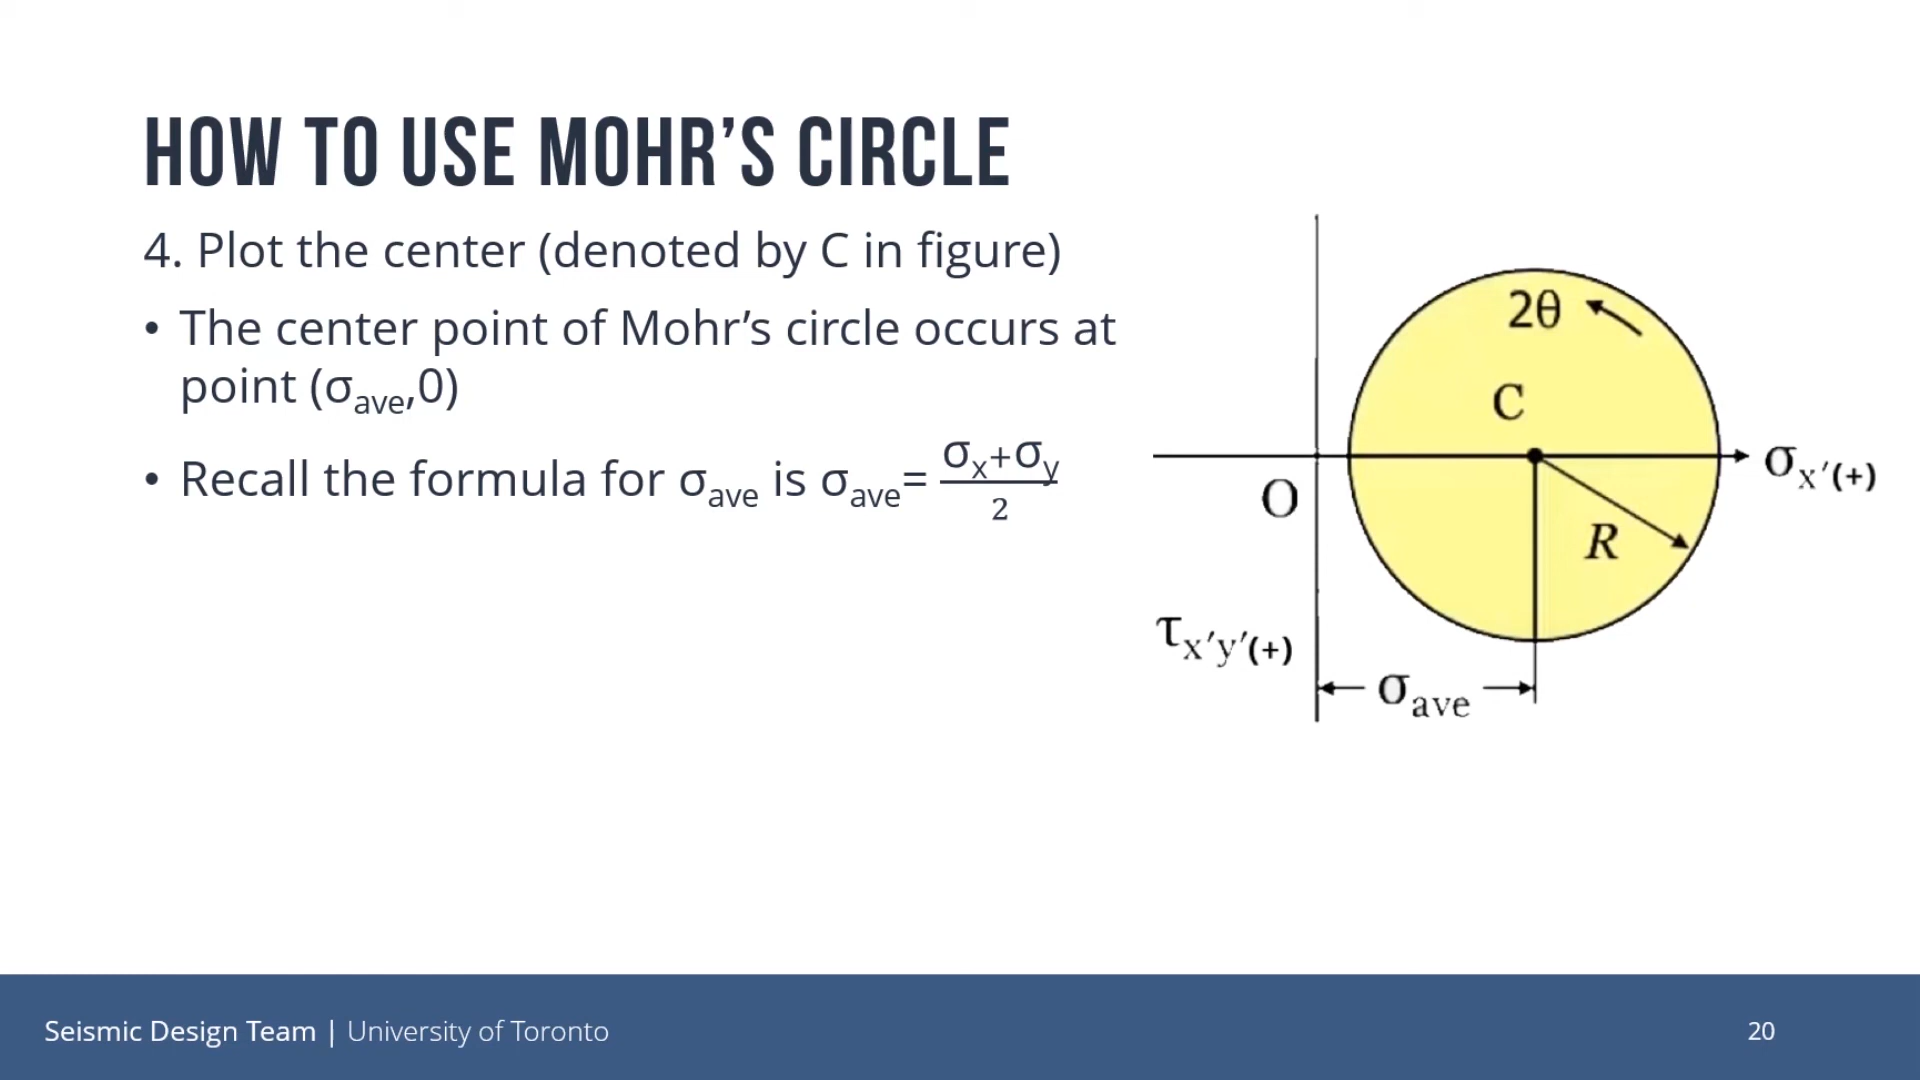 HOW TO USE MOHR’S CIRCLE
4. Plot the center (denoted by C in figure)
• The center point of Mohr’s circle occurs at
point (σave,0)
• Recall the formula for σave is σave= σx+σy
2
2θ
C
O
R
σx′(+)
τx′y′(+)
σave
Seismic Design Team | University of Toronto
20